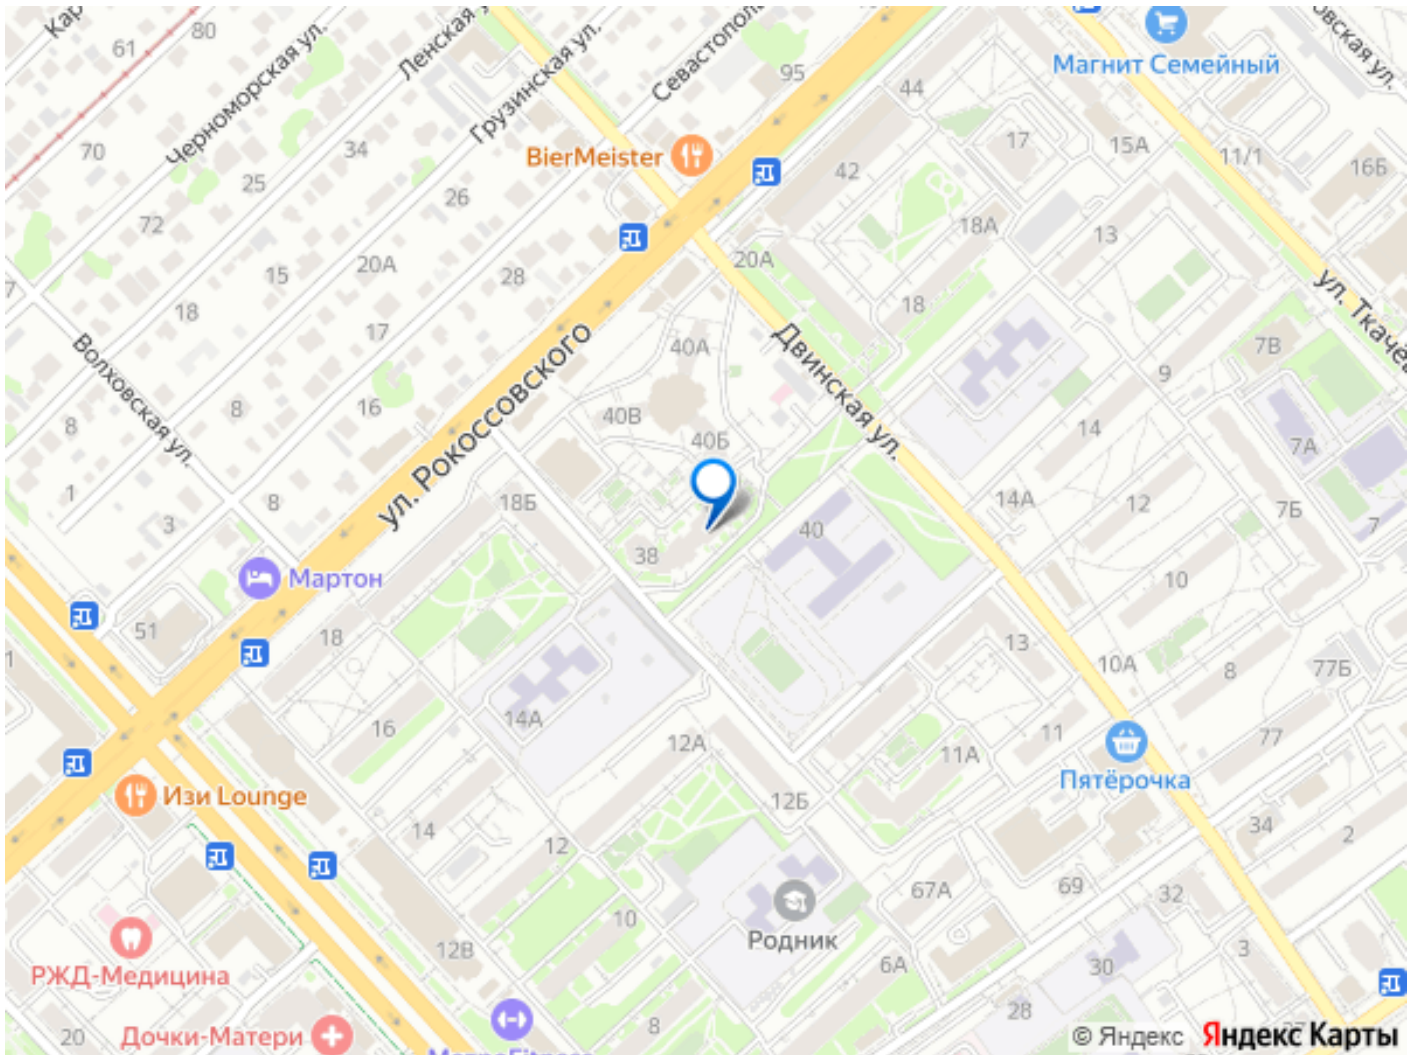 Кар
80
61
Черноморская ул.
Ленская у
Грузинская ул.
Севастопол
95
44
Магнит Семейный
овская ул.
70
34
BierMeister
17
15А
11/1
16Б
25
26
42
72
18А
13
20А
20А
15
28
18
ул. Ткачёв
7
18
17
Волховская ул.
40А
Двинская ул.
7В
9
16
8
40В
ул. Рокоссовского
8
40Б
14
7А
1
8
18Б
14А
12
7Б
7
3
40
38
Мартон
10
51
18
13
10А
8
77Б
1
14А
16
12А
11А
11
77
Пятёрочка
Изи Lounge
12Б
14
12
34
2
67А
69
32
10
Родник
12В
6А
30
3
РЖД-Медицина
20
Дочки-Матери
8
28
© Яндекс
Яндекс Карты